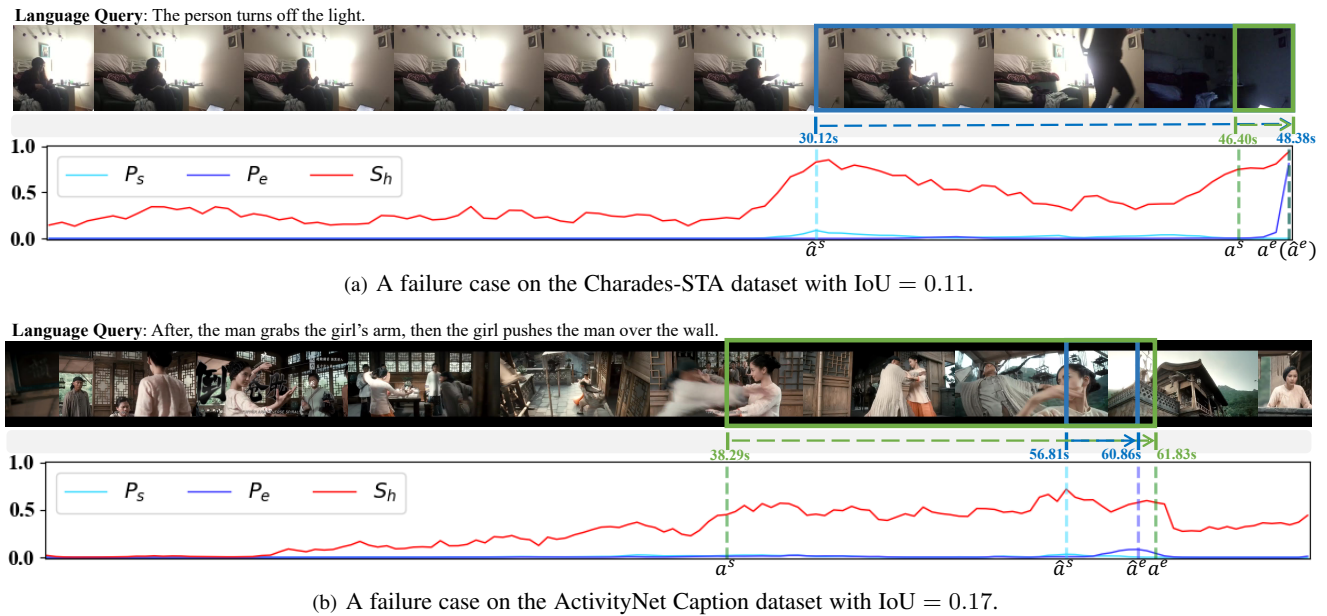 Language Query: The person turns off the light.
30.12s 46.40s 48.38s
1.0
P_s P_e S_h
0.5
0.0
â^s a^s a^e(â^e)
(a) A failure case on the Charades-STA dataset with IoU = 0.11.
Language Query: After, the man grabs the girl's arm, then the girl pushes the man over the wall.
38.29s 56.81s 60.86s 61.83s
1.0
P_s P_e S_h
0.5
0.0
a^s â^s â^e a^e
(b) A failure case on the ActivityNet Caption dataset with IoU = 0.17.